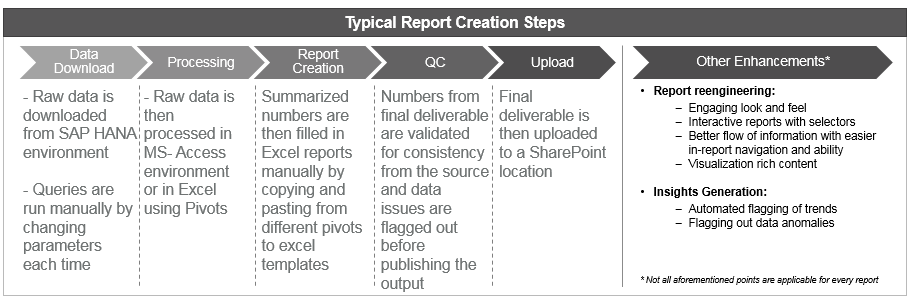 Typical Report Creation Steps
Data
Download
Processing
Report
Creation
QC
Upload
Other Enhancements*
- Raw data is
downloaded
from SAP HANA
environment
- Queries are
run manually by
changing
parameters
each time
- Raw data is
then
processed in
MS- Access
environment
or in Excel
using Pivots
Summarized
numbers are
then filled in
Excel reports
manually by
copying and
pasting from
different pivots
to excel
templates
Numbers from
final deliverable
are validated
for consistency
from the source
and data
issues are
flagged out
before
publishing the
output
Final
deliverable is
then uploaded
to a SharePoint
location
• Report reengineering:
– Engaging look and feel
– Interactive reports with selectors
– Better flow of information with easier
in-report navigation and ability
– Visualization rich content
• Insights Generation:
– Automated flagging of trends
– Flagging out data anomalies
* Not all aforementioned points are applicable for every report